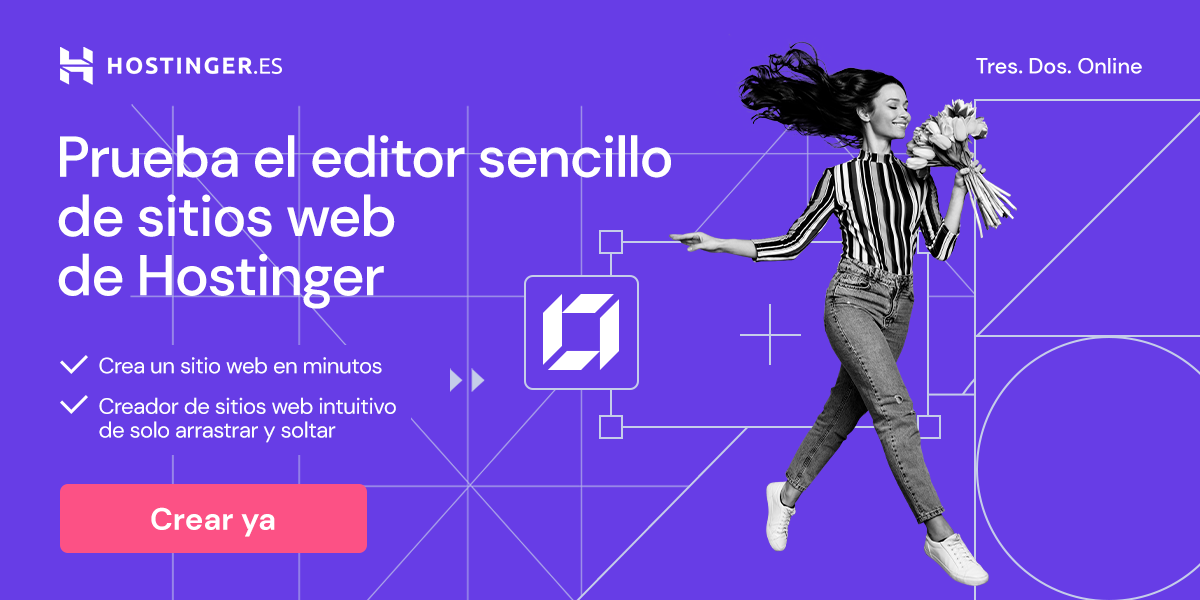 HOSTINGER.ES
Tres. Dos. Online
Prueba el editor sencillo
de sitios web
de Hostinger
Crea un sitio web en minutos
Creador de sitios web intuitivo
de solo arrastrar y soltar
Crear ya